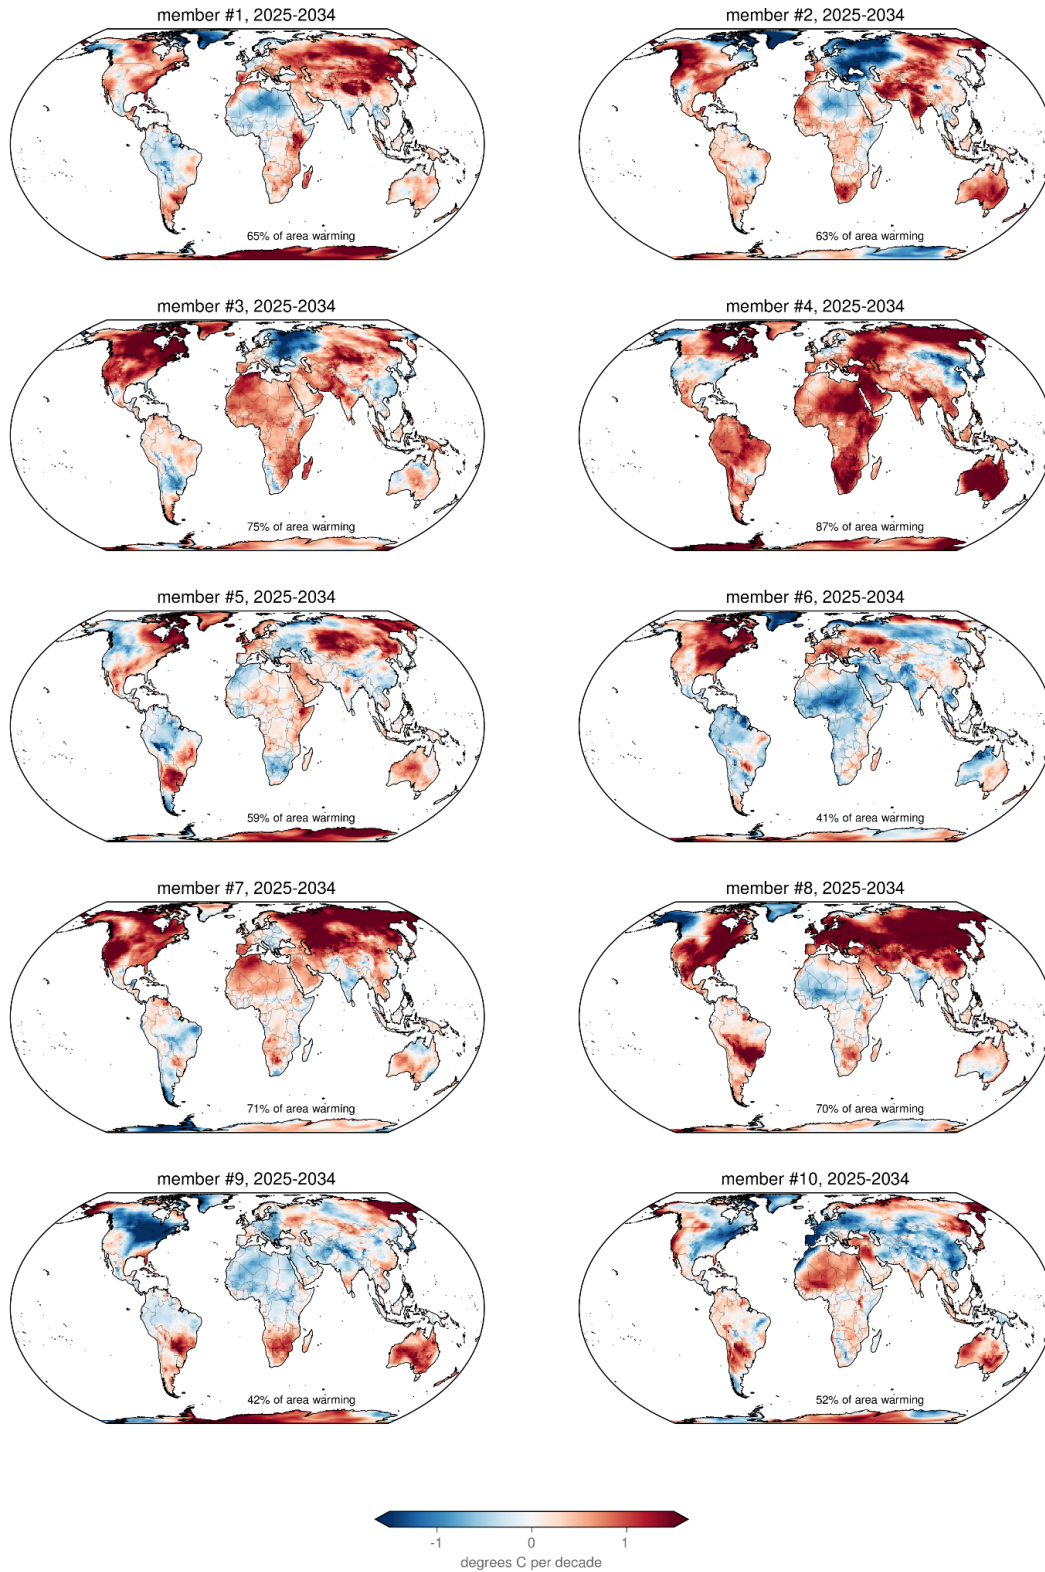 member #1, 2025-2034
65% of area warming
member #2, 2025-2034
63% of area warming
member #3, 2025-2034
75% of area warming
member #4, 2025-2034
87% of area warming
member #5, 2025-2034
59% of area warming
member #6, 2025-2034
41% of area warming
member #7, 2025-2034
71% of area warming
member #8, 2025-2034
70% of area warming
member #9, 2025-2034
42% of area warming
member #10, 2025-2034
52% of area warming
-1 0 1
degrees C per decade